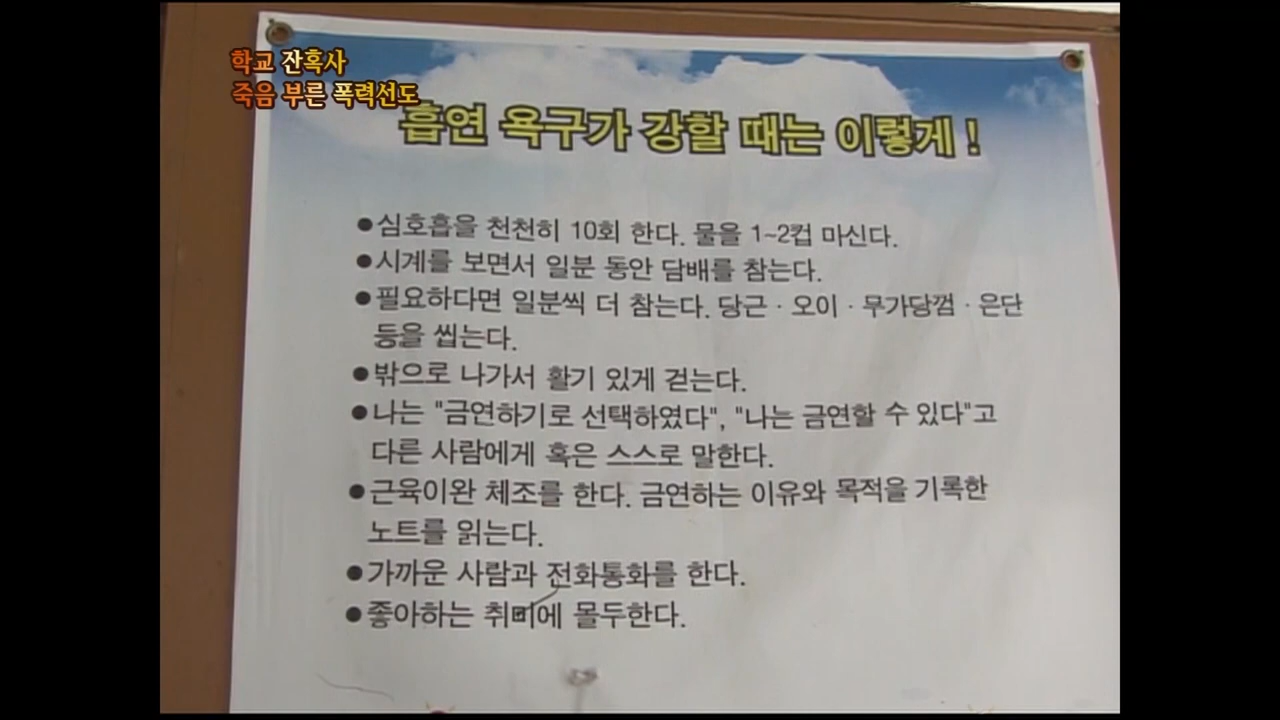 학교 잔혹사
죽음 부른 폭력선도
흡연 욕구가 강할 때는 이렇게 !
●심호흡을 천천히 10회 한다. 물을 1~2컵 마신다.
●시계를 보면서 일분 동안 담배를 참는다.
●필요하다면 일분씩 더 참는다. 당근 · 오이 · 무가당껌 · 은단
등을 씹는다.
●밖으로 나가서 활기 있게 걷는다.
●나는 "금연하기로 선택하였다", "나는 금연할 수 있다"고
다른 사람에게 혹은 스스로 말한다.
●근육이완 체조를 한다. 금연하는 이유와 목적을 기록한
노트를 읽는다.
●가까운 사람과 전화통화를 한다.
●좋아하는 취미에 몰두한다.